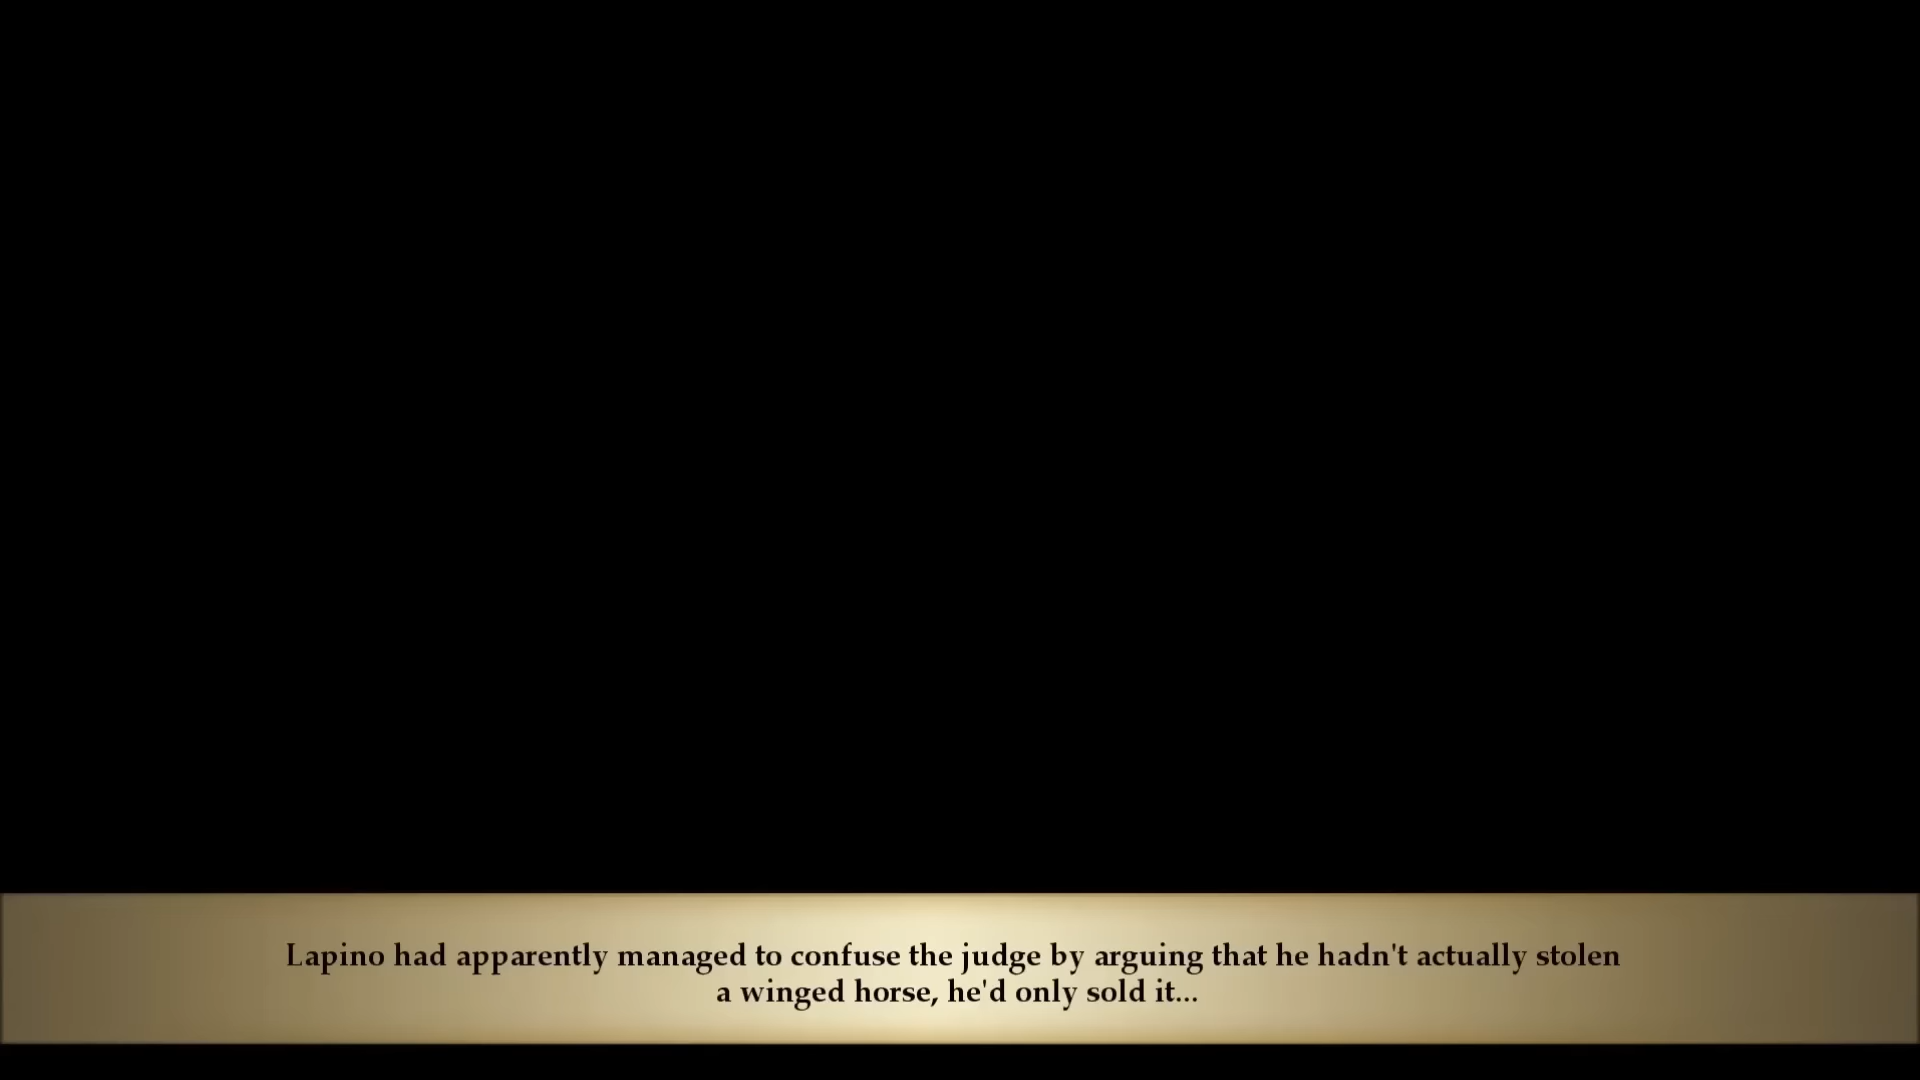 Lapino had apparently managed to confuse the judge by arguing that he hadn't actually stolen
a winged horse, he'd only sold it...